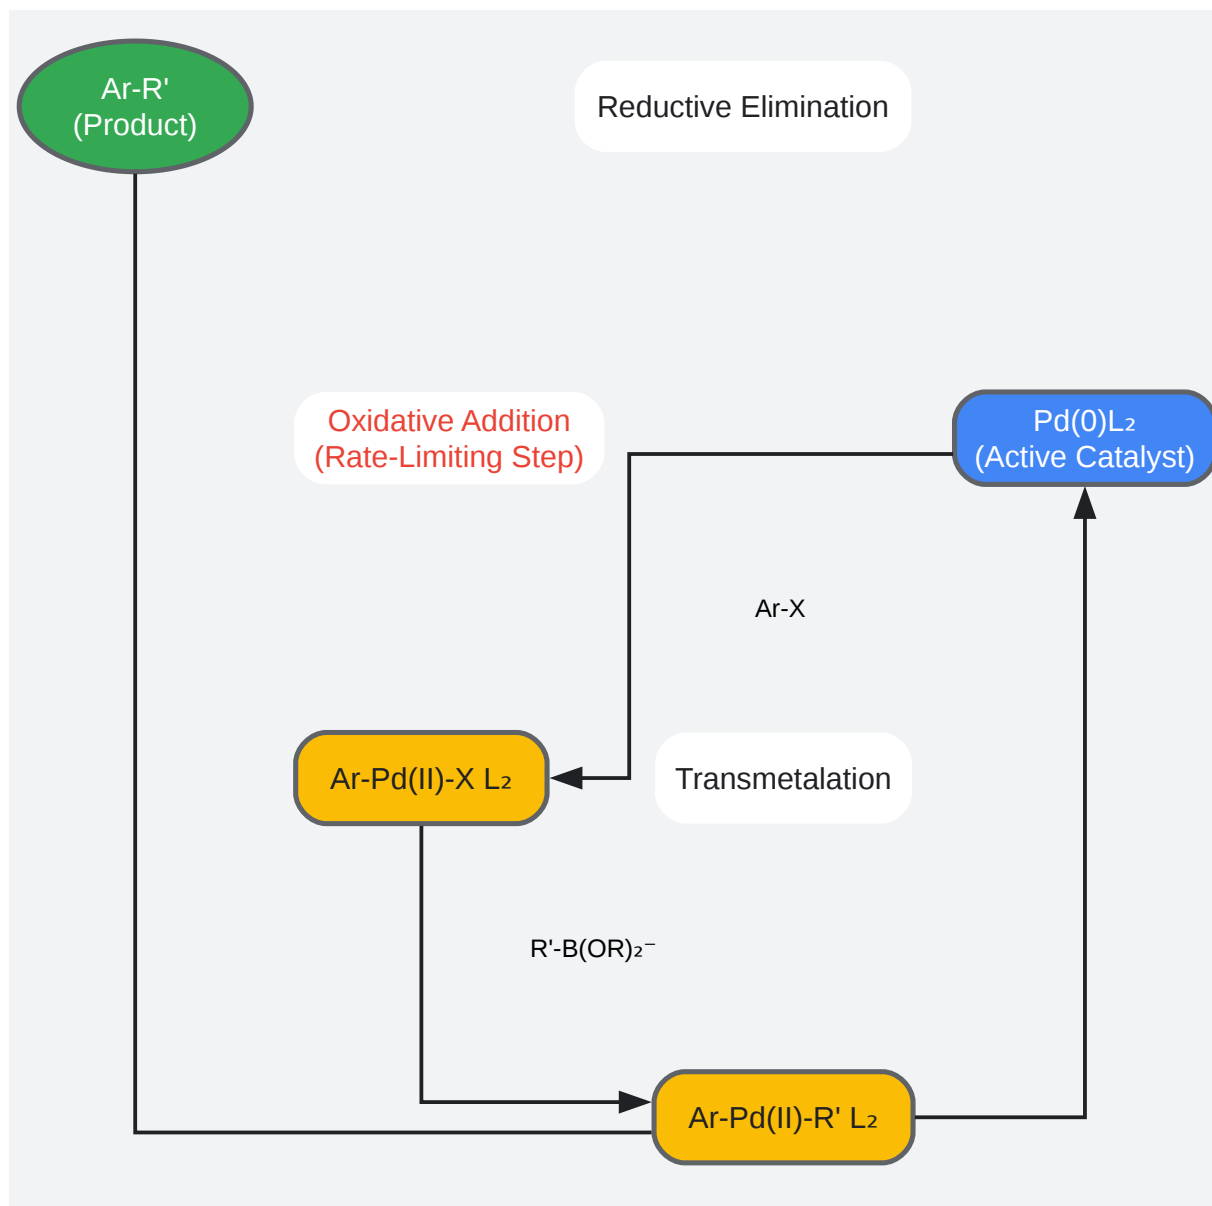 Ar-R'
(Product)
Reductive Elimination
Oxidative Addition
(Rate-Limiting Step)
Pd(0)L₂
(Active Catalyst)
Ar-X
Ar-Pd(II)-X L₂
Transmetalation
R'-B(OR)₂⁻
Ar-Pd(II)-R' L₂